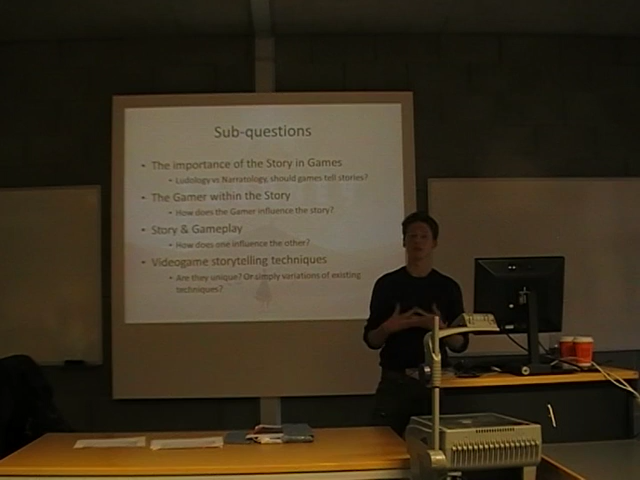 Sub-questions
• The importance of the Story in Games
• Ludology vs Narratology, should games tell stories?
• The Gamer within the Story
• How does the Gamer influence the story?
• Story & Gameplay
• How does one influence the other?
• Videogame storytelling techniques
• Are they unique? Or simply variations of existing
techniques?